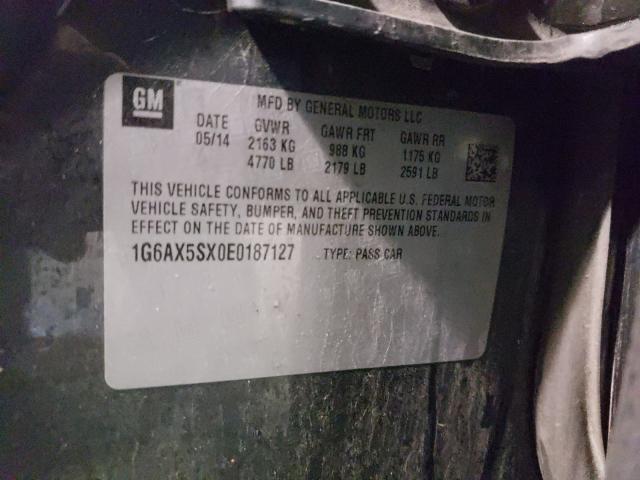 GM
MFD BY GENERAL MOTORS LLC
DATE GVWR GAWR FRT GAWR RR
05/14 2163 KG 988 KG 1175 KG
4770 LB 2179 LB 2591 LB
THIS VEHICLE CONFORMS TO ALL APPLICABLE U.S. FEDERAL MOTOR
VEHICLE SAFETY, BUMPER, AND THEFT PREVENTION STANDARDS IN
EFFECT ON THE DATE OF MANUFACTURE SHOWN ABOVE.
1G6AX5SX0E0187127 TYPE: PASS CAR